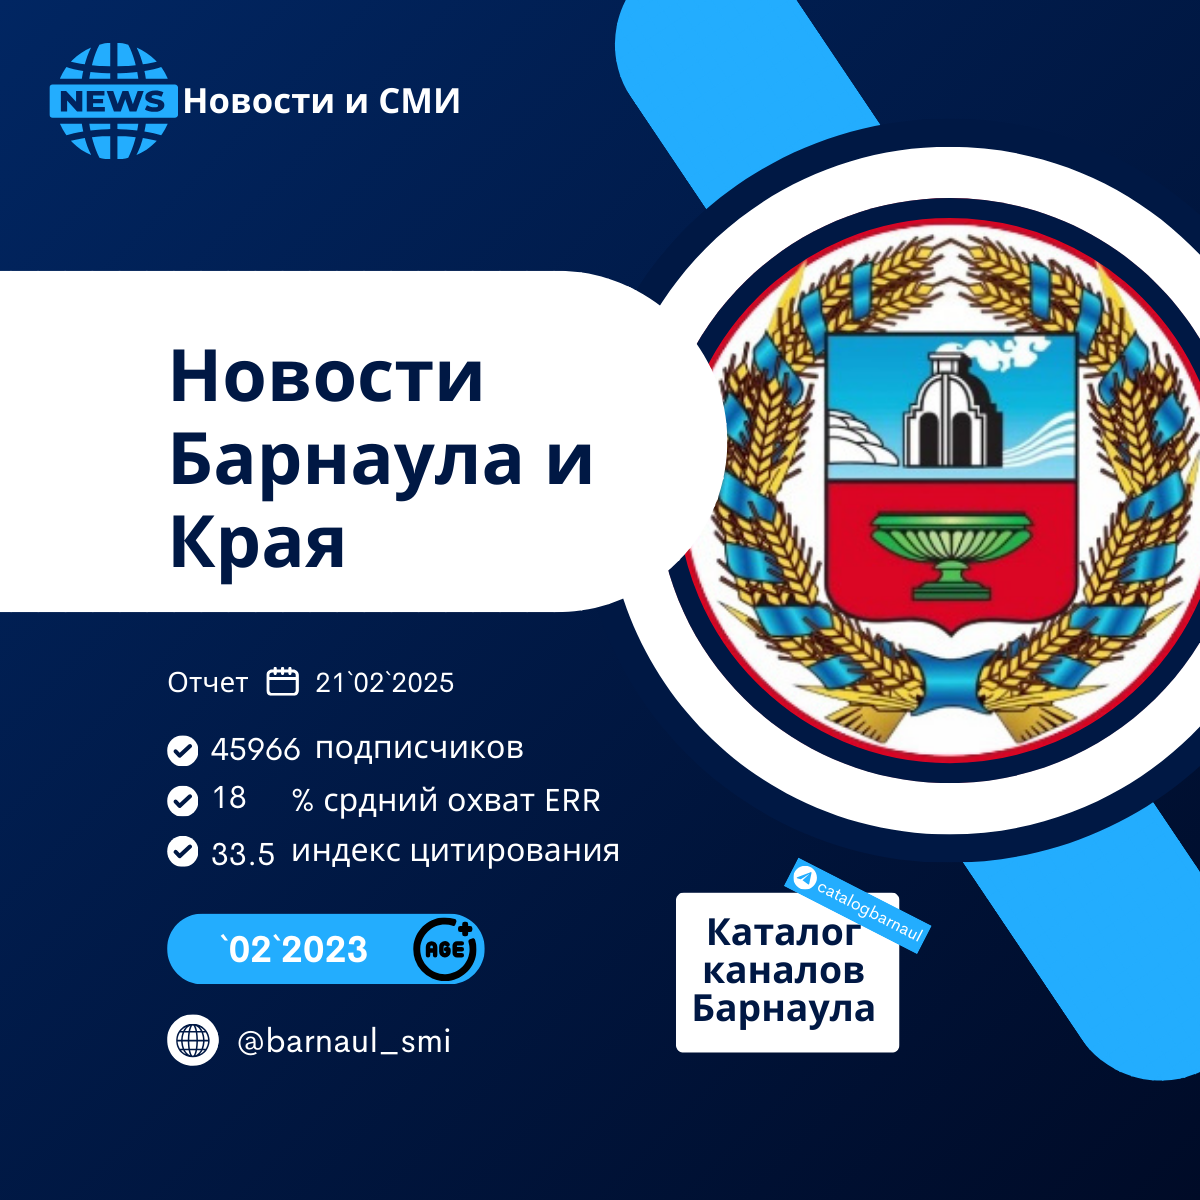 NEWS Новости и СМИ
Новости
Барнаула и
Края
Отчет 21`02`2025
45966 подписчиков
18 % срдний охват ERR
33.5 индекс цитирования
`02`2023 AGE+
@barnaul_smi
catalogbarnaul
Каталог
каналов
Барнаула